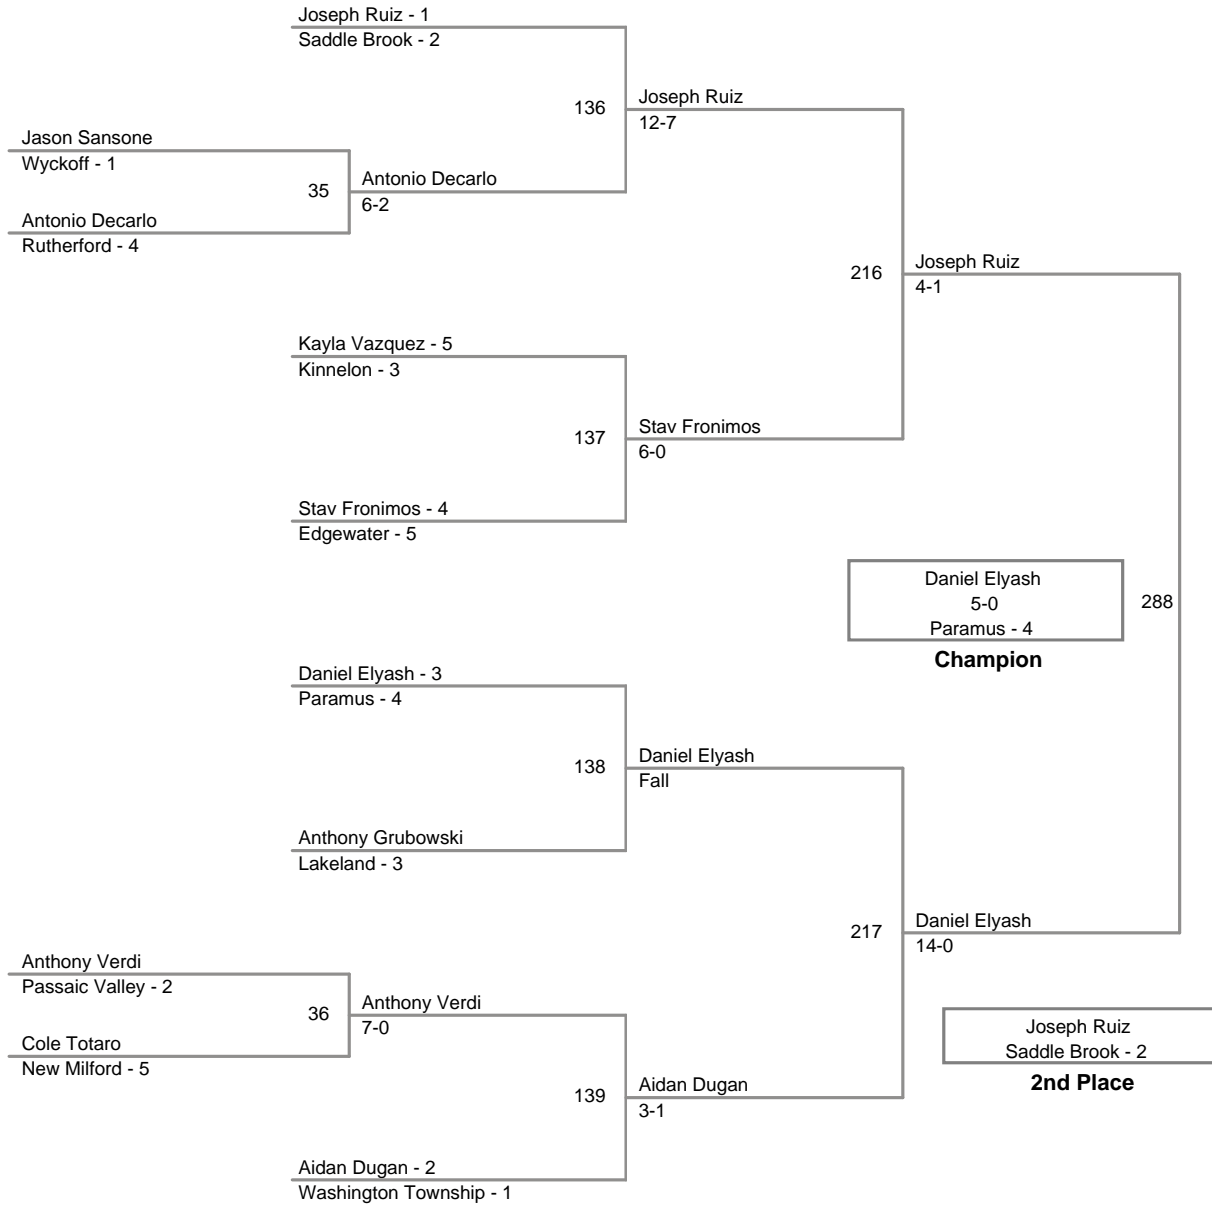 Joseph Ruiz - 1
Saddle Brook - 2
136
Joseph Ruiz
12-7
Jason Sansone
Wyckoff - 1
35
Antonio Decarlo
6-2
Antonio Decarlo
Rutherford - 4
216
Joseph Ruiz
4-1
Kayla Vazquez - 5
Kinnelon - 3
137
Stav Fronimos
6-0
Stav Fronimos - 4
Edgewater - 5
Daniel Elyash
5-0
Paramus - 4
Champion
288
Daniel Elyash - 3
Paramus - 4
138
Daniel Elyash
Fall
Anthony Grubowski
Lakeland - 3
217
Daniel Elyash
14-0
Anthony Verdi
Passaic Valley - 2
36
Anthony Verdi
7-0
Cole Totaro
New Milford - 5
Joseph Ruiz
Saddle Brook - 2
2nd Place
139
Aidan Dugan
3-1
Aidan Dugan - 2
Washington Township - 1